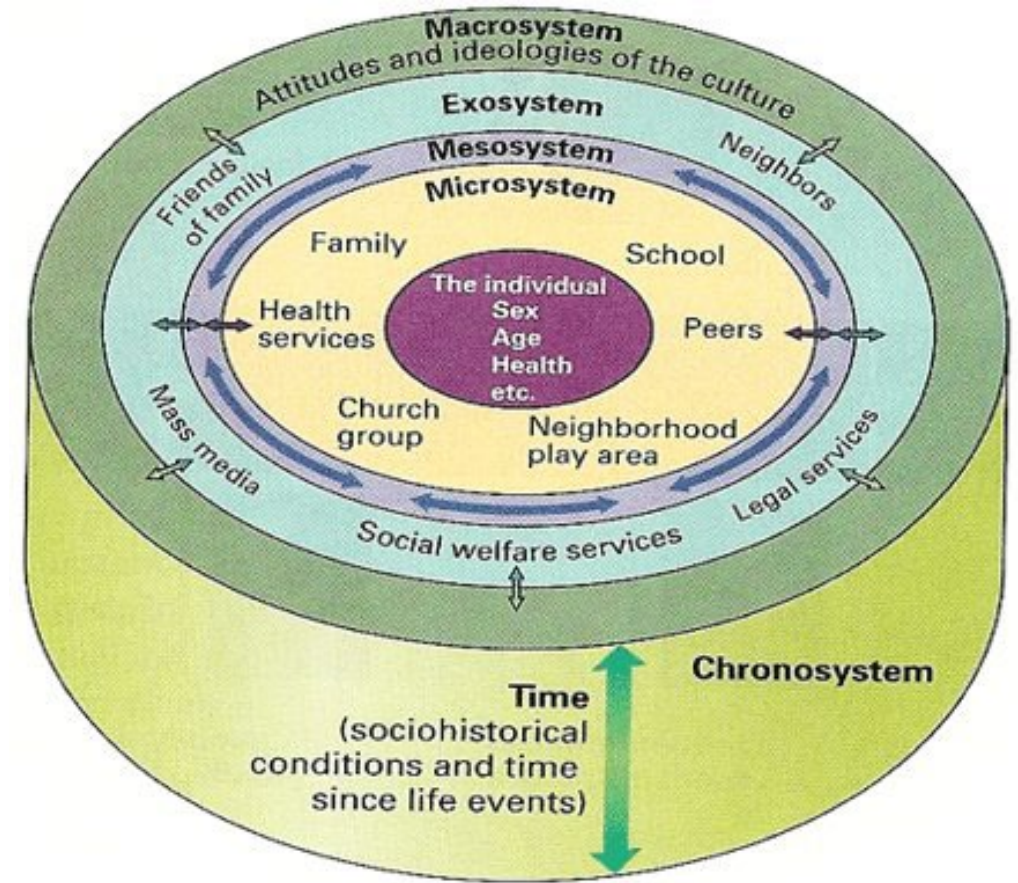 Macrosystem
Attitudes and ideologies of the culture
Exosystem
Mesosystem
Microsystem
Friends
of family
Neighbors
Family
School
The individual
Sex
Age
Health
etc.
Health
services
Peers
Church
group
Neighborhood
play area
Mass media
Legal services
Social welfare services
Chronosystem
Time
(sociohistorical
conditions and time
since life events)